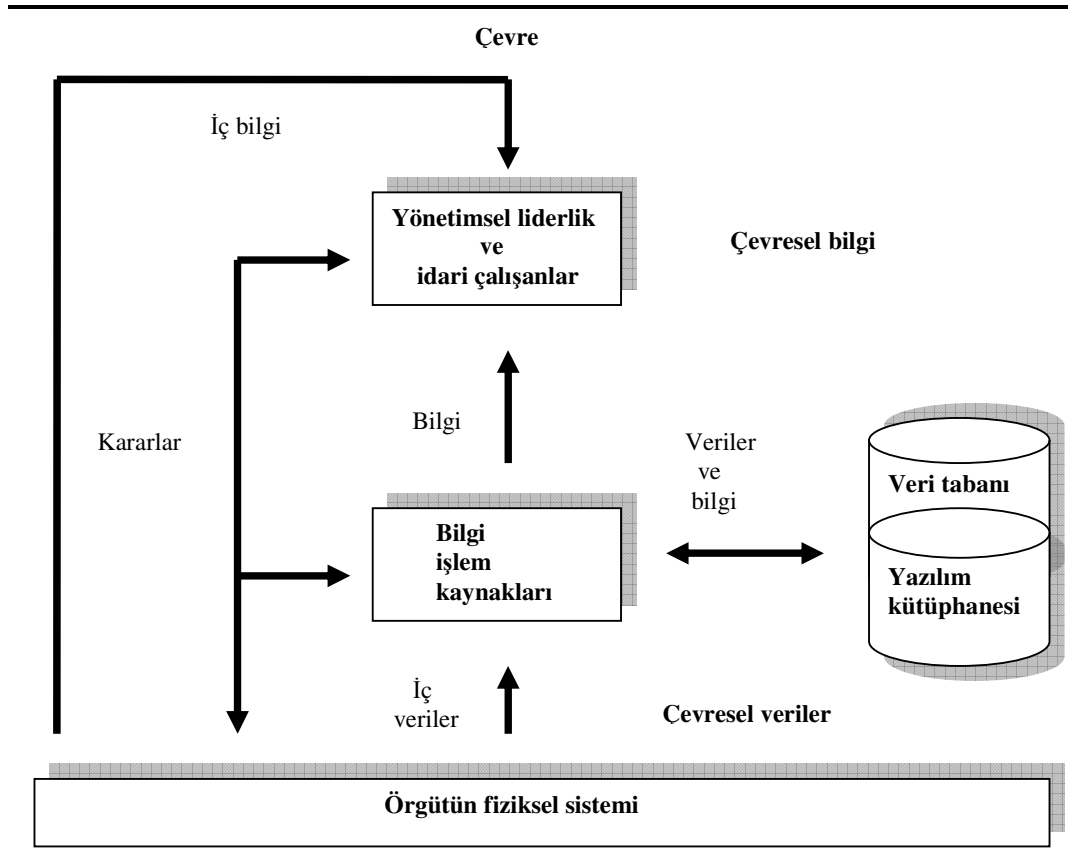 Çevre
İç bilgi
Yönetimsel liderlik
ve
idari çalışanlar
Çevresel bilgi
Kararlar
Bilgi
Veriler
ve
bilgi
Veri tabanı
Bilgi
işlem
kaynakları
Yazılım
kütüphanesi
İç
veriler
Çevresel veriler
Örgütün fiziksel sistemi